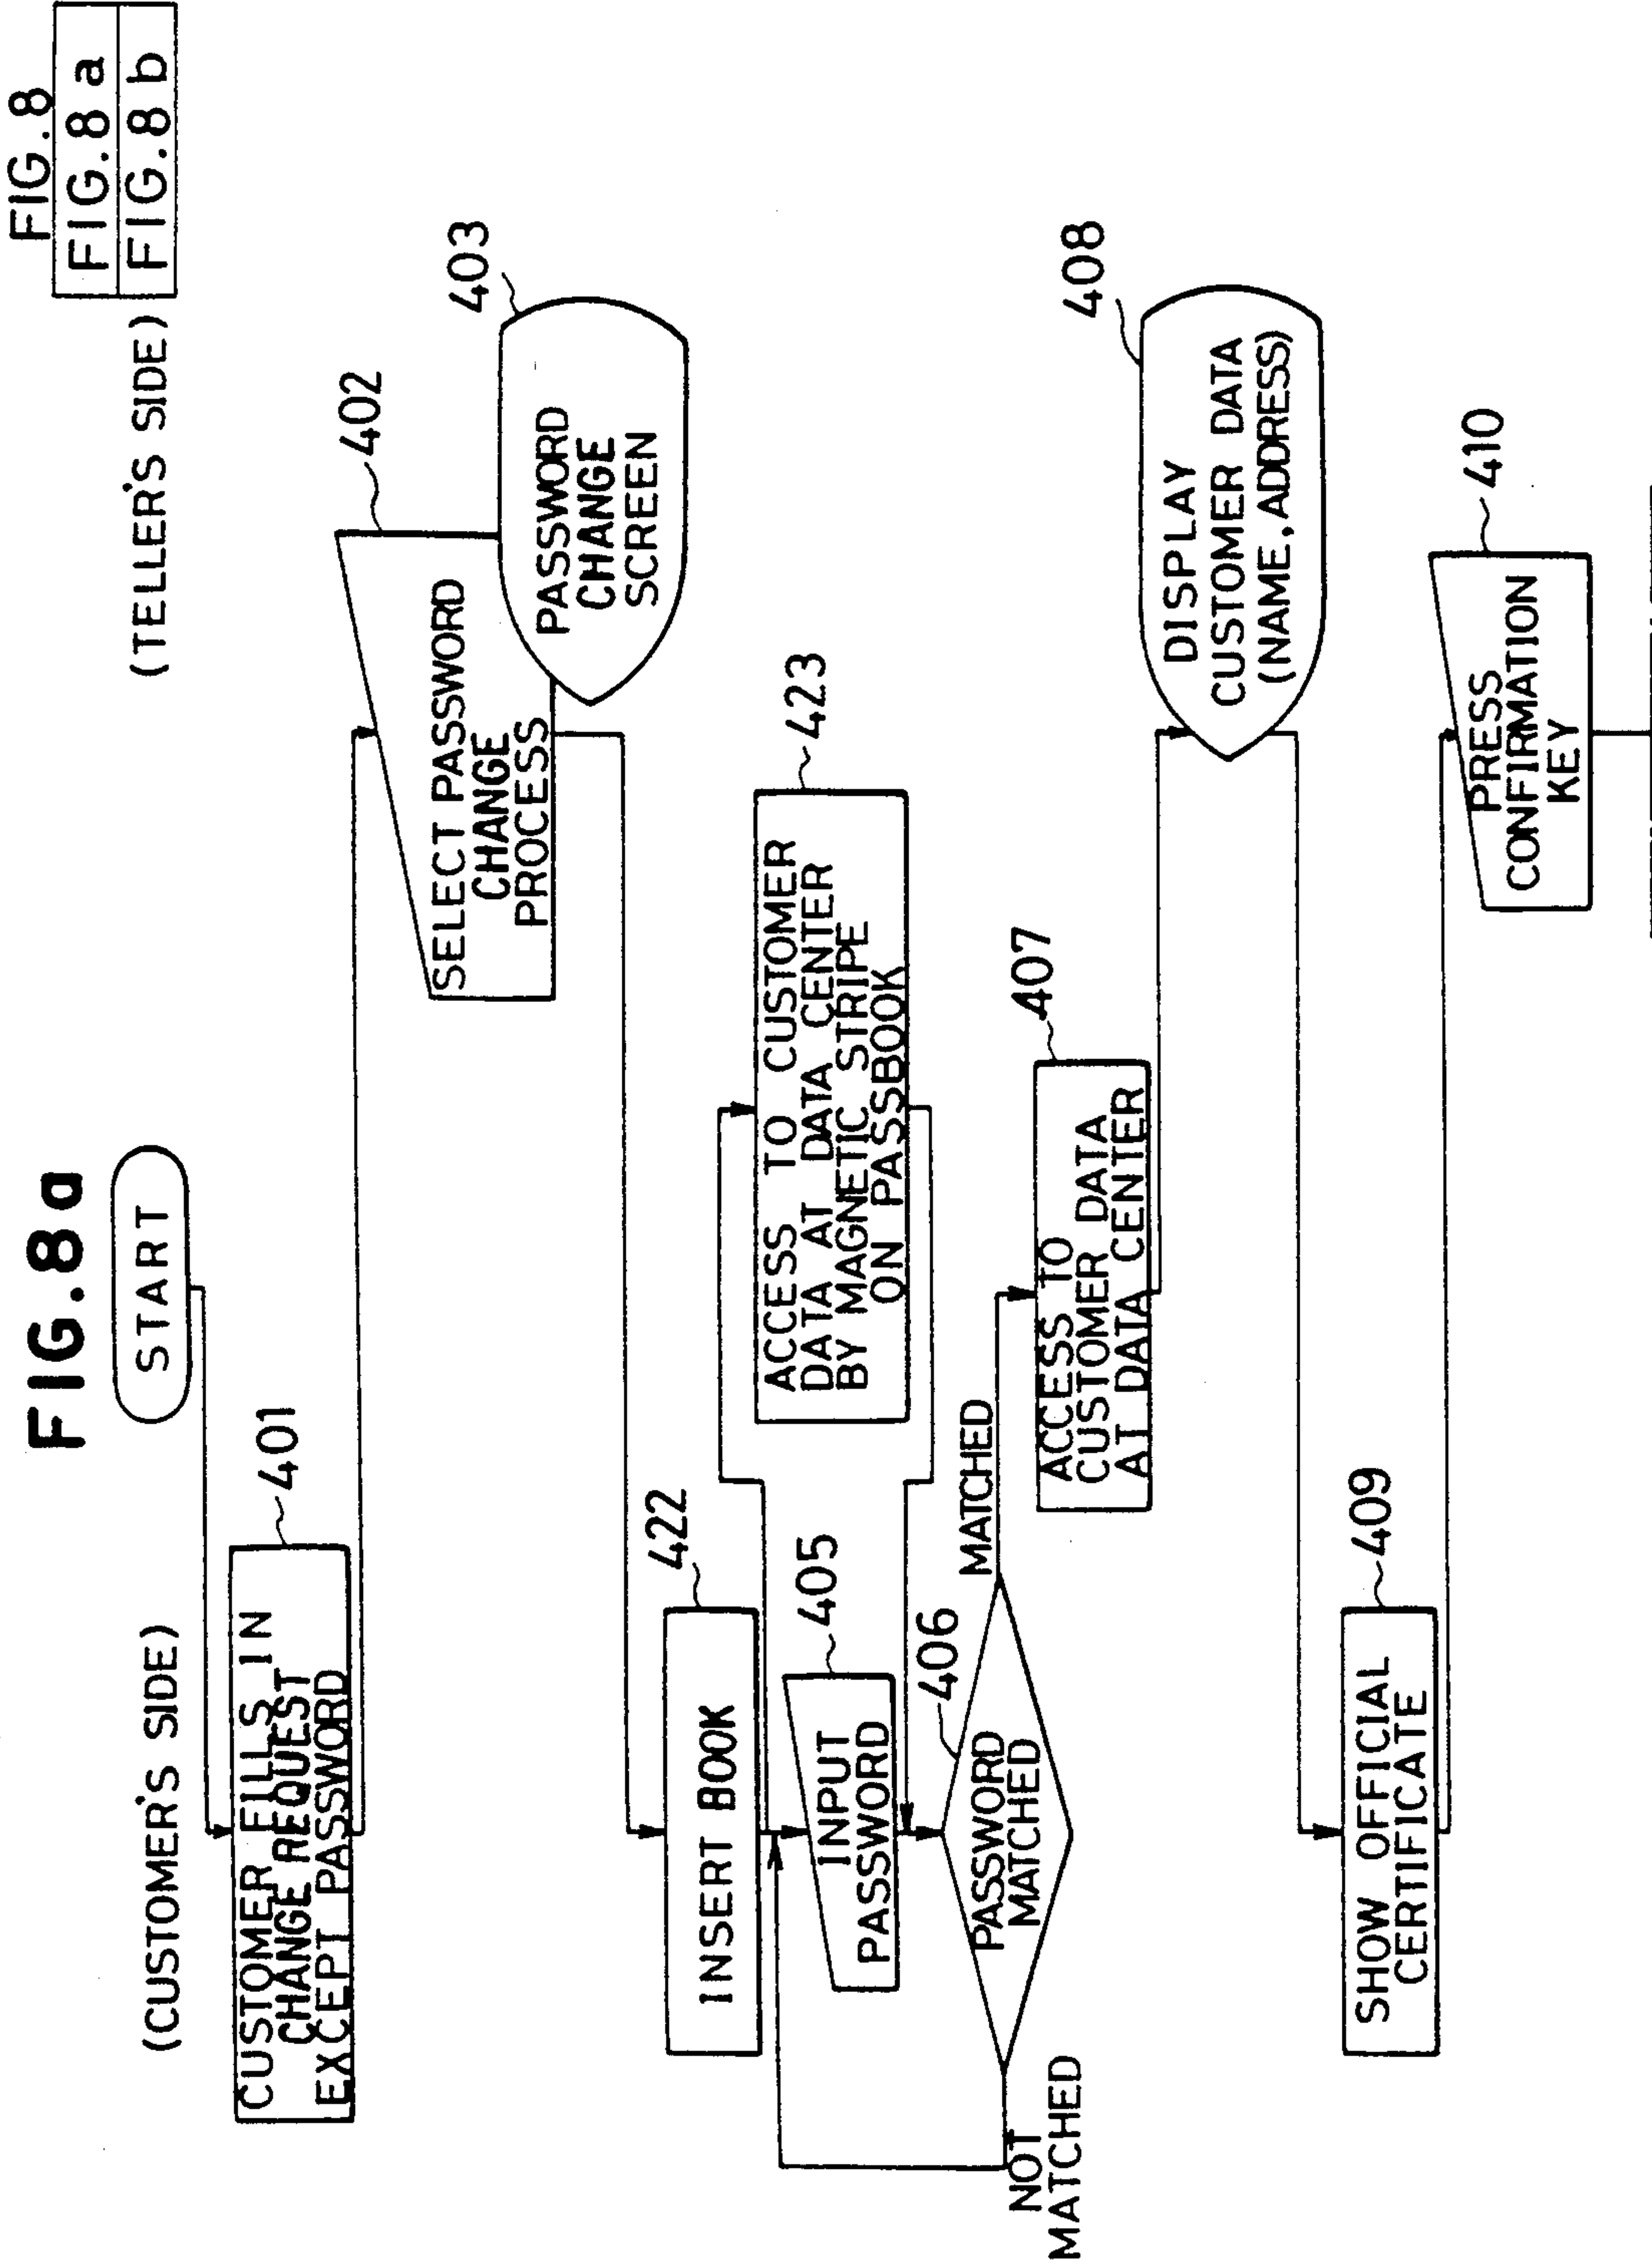 FIG.8
FIG.8a
FIG.8b
FIG.8a
(CUSTOMER'S SIDE)
(TELLER'S SIDE)
START
401
CUSTOMER FILLS IN
CHANGE REQUEST
EXCEPT PASSWORD
402
SELECT PASSWORD
CHANGE
PROCESS
403
PASSWORD
CHANGE
SCREEN
422
INSERT BOOK
423
ACCESS TO CUSTOMER
DATA AT DATA CENTER
BY MAGNETIC STRIPE
ON PASSBOOK
405
INPUT
PASSWORD
406
PASSWORD
MATCHED
MATCHED
NOT
MATCHED
407
ACCESS TO
CUSTOMER DATA
AT DATA CENTER
408
DISPLAY
CUSTOMER DATA
(NAME, ADDRESS)
409
SHOW OFFICIAL
CERTIFICATE
410
PRESS
CONFIRMATION
KEY